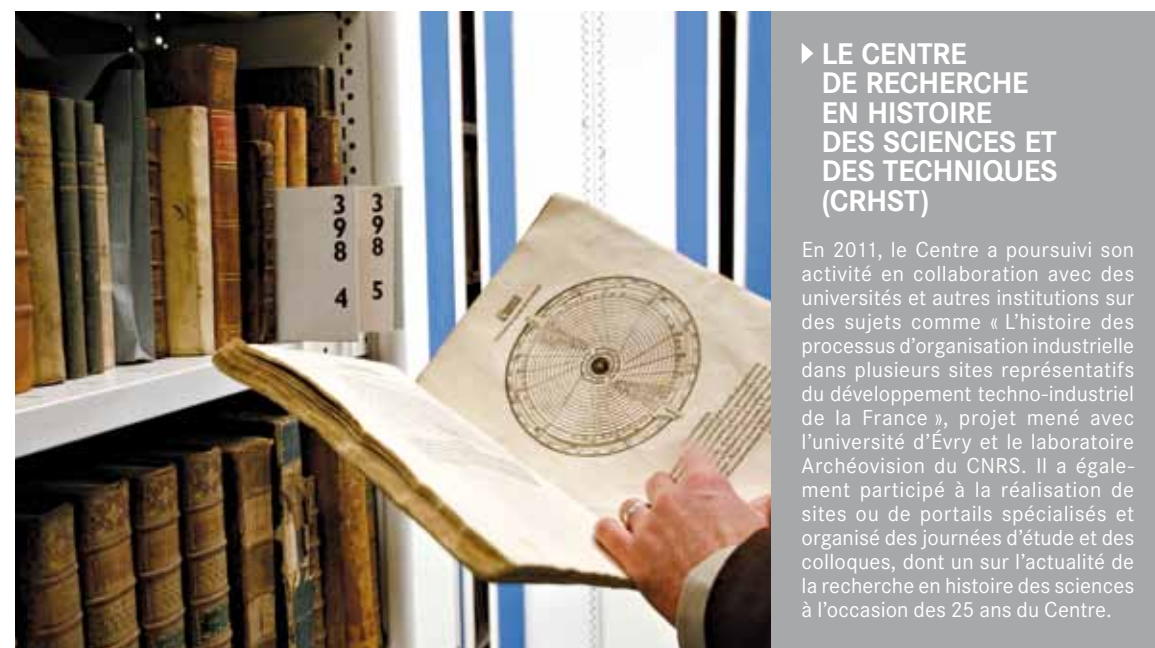 398 4
398 5
LE CENTRE
DE RECHERCHE
EN HISTOIRE
DES SCIENCES ET
DES TECHNIQUES
(CRHST)
En 2011, le Centre a poursuivi son
activité en collaboration avec des
universités et autres institutions sur
des sujets comme « L'histoire des
processus d'organisation industrielle
dans plusieurs sites représentatifs
du développement techno-industriel
de la France », projet mené avec
l'université d'Évry et le laboratoire
Archéovision du CNRS. Il a égale-
ment participé à la réalisation de
sites ou de portails spécialisés et
organisé des journées d'étude et des
colloques, dont un sur l'actualité de
la recherche en histoire des sciences
à l'occasion des 25 ans du Centre.